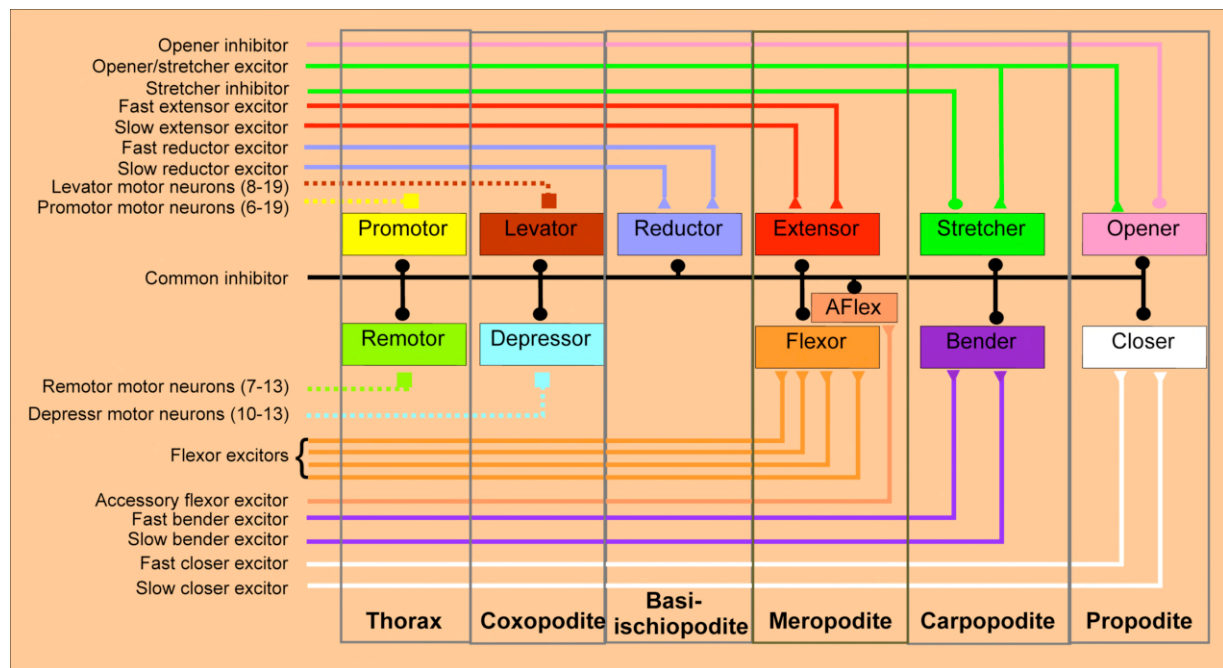 Opener inhibitor
Opener/stretcher excitor
Stretcher inhibitor
Fast extensor excitor
Slow extensor excitor
Fast reductor excitor
Slow reductor excitor
Levator motor neurons (8-19)
Promotor motor neurons (6-19)
Promotor
Levator
Reductor
Extensor
Stretcher
Opener
Common inhibitor
AFlex
Remotor
Depressor
Flexor
Bender
Closer
Remotor motor neurons (7-13)
Depressr motor neurons (10-13)
Flexor excitors
Accessory flexor excitor
Fast bender excitor
Slow bender excitor
Fast closer excitor
Slow closer excitor
Thorax
Coxopodite
Basi-
ischiopodite
Meropodite
Carpopodite
Propodite